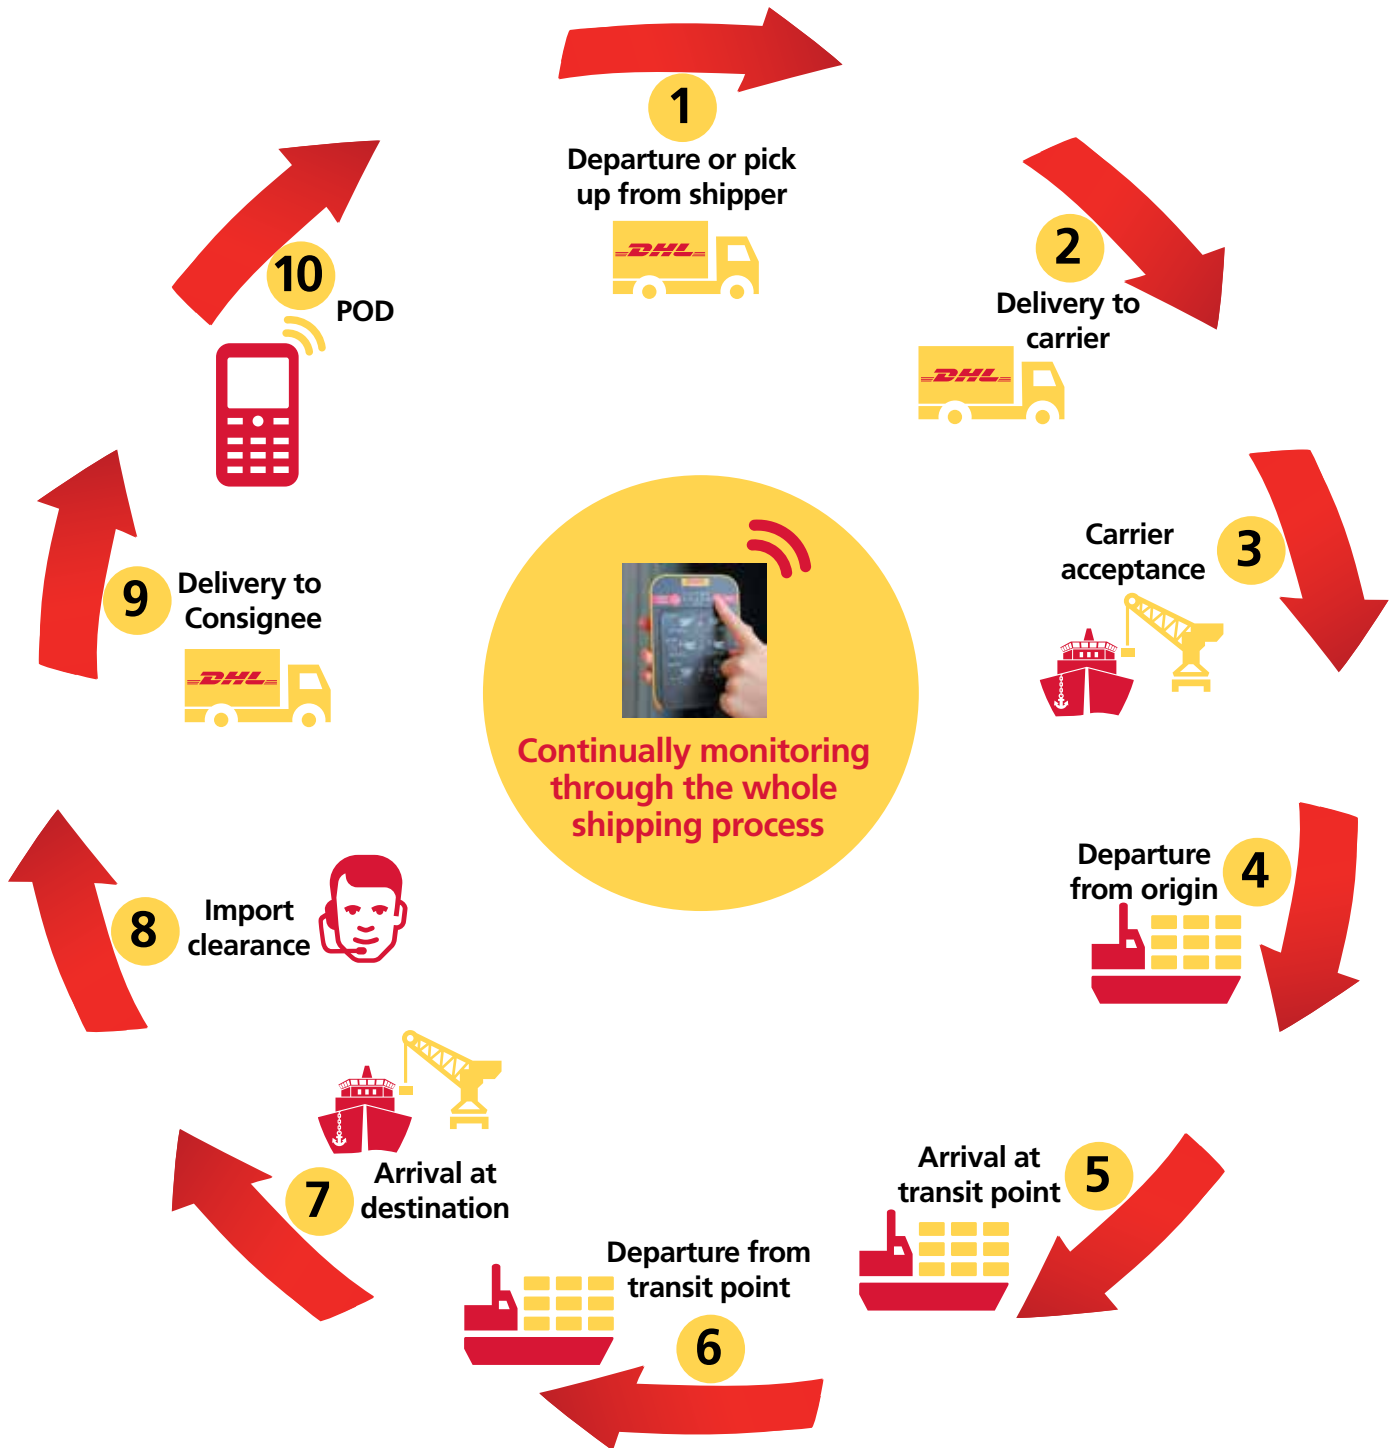 1
Departure or pick
up from shipper
DHL
2
Delivery to
carrier
DHL
3
Carrier
acceptance
4
Departure
from origin
5
Arrival at
transit point
6
Departure from
transit point
7
Arrival at
destination
8
Import
clearance
9
Delivery to
Consignee
DHL
10
POD
Continually monitoring
through the whole
shipping process